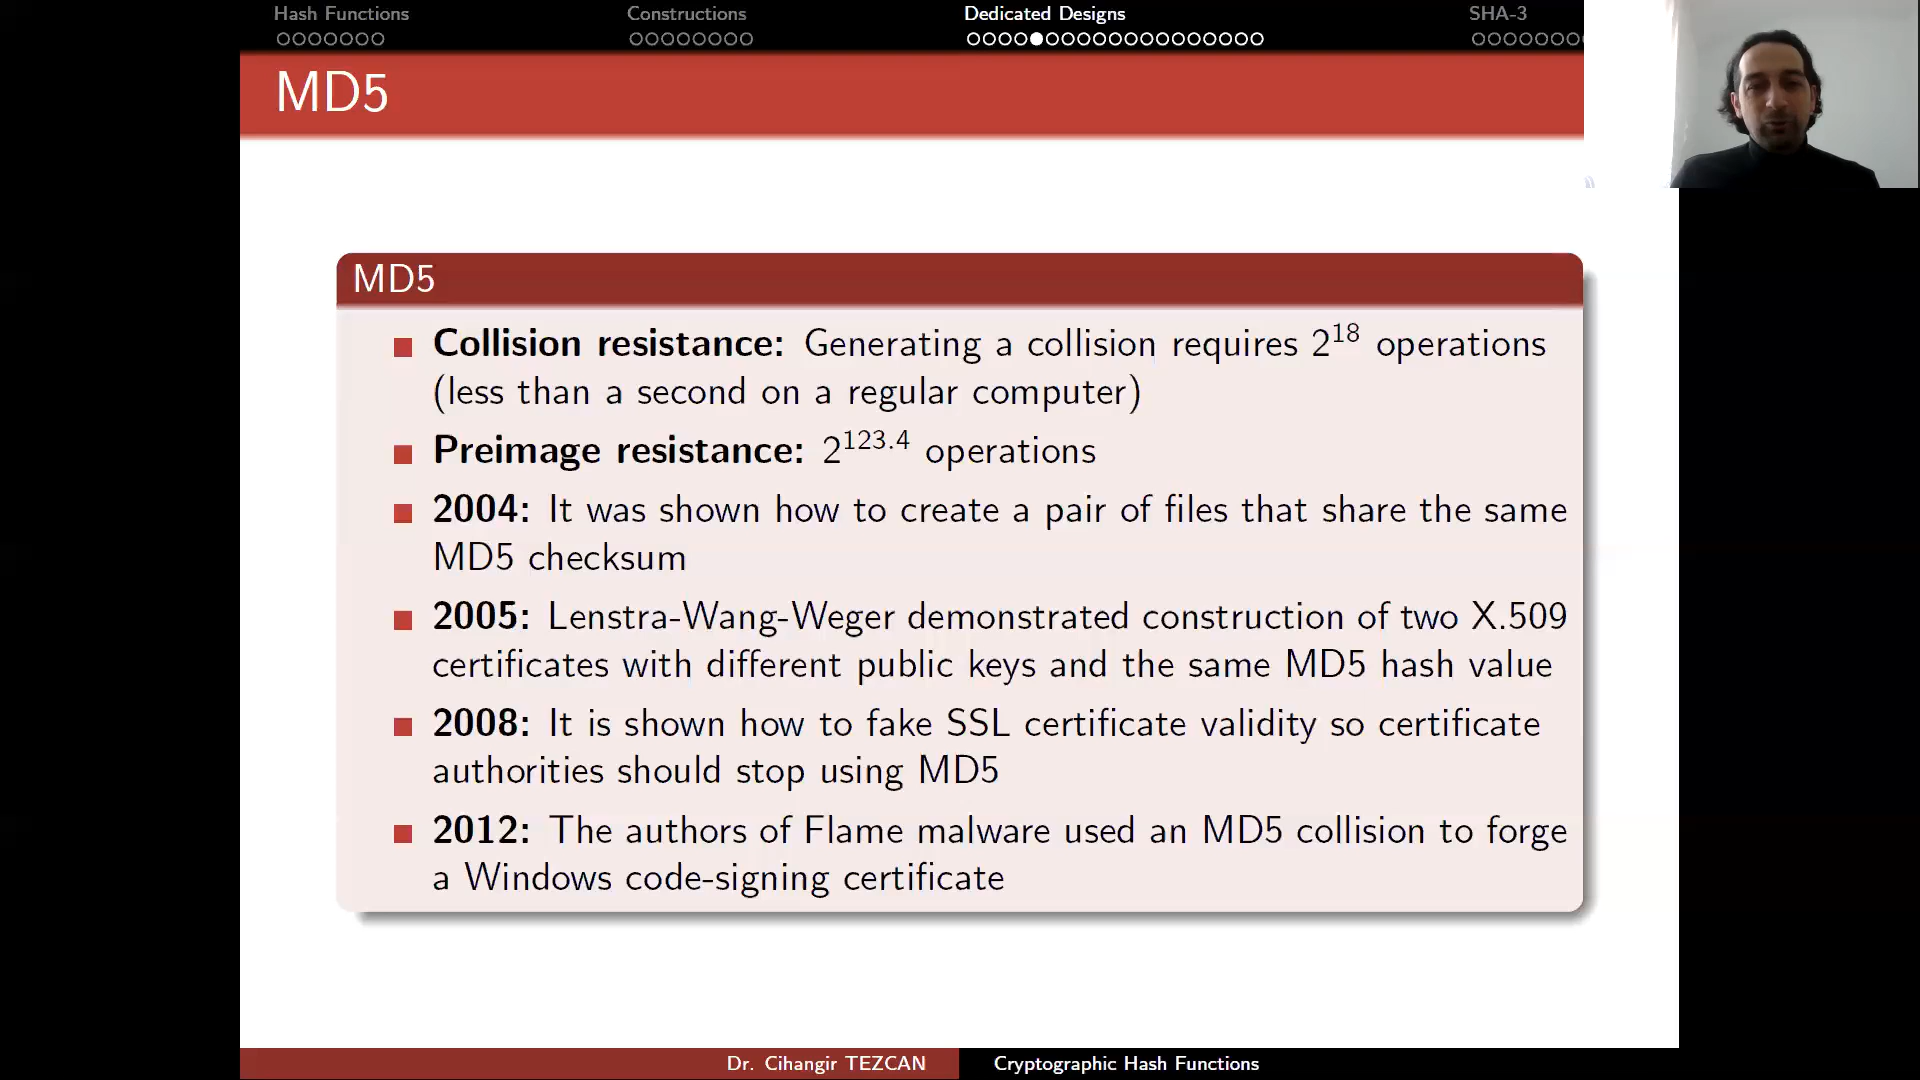 Hash Functions Constructions Dedicated Designs SHA-3
MD5
MD5
Collision resistance: Generating a collision requires 2^18 operations
(less than a second on a regular computer)
Preimage resistance: 2^123.4 operations
2004: It was shown how to create a pair of files that share the same
MD5 checksum
2005: Lenstra-Wang-Weger demonstrated construction of two X.509
certificates with different public keys and the same MD5 hash value
2008: It is shown how to fake SSL certificate validity so certificate
authorities should stop using MD5
2012: The authors of Flame malware used an MD5 collision to forge
a Windows code-signing certificate
Dr. Cihangir TEZCAN Cryptographic Hash Functions